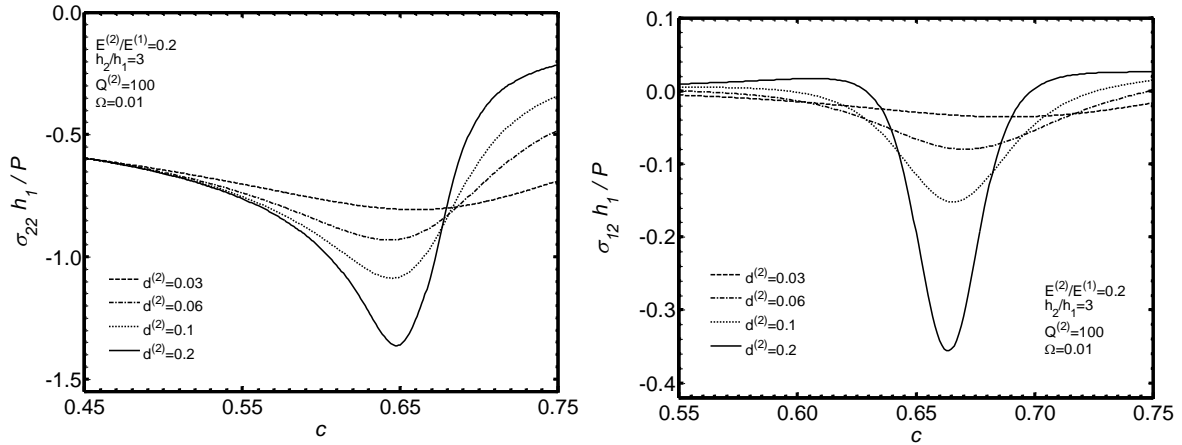 0.0
-0.5
-1.0
-1.5
σ22 h1 / P
E(2)/E(1)=0.2
h2/h1=3
Q(2)=100
Ω=0.01
d(2)=0.03
d(2)=0.06
d(2)=0.1
d(2)=0.2
0.45 0.55 0.65 0.75
c
0.1
0.0
-0.1
-0.2
-0.3
-0.4
σ12 h1 / P
d(2)=0.03
d(2)=0.06
d(2)=0.1
d(2)=0.2
E(2)/E(1)=0.2
h2/h1=3
Q(2)=100
Ω=0.01
0.55 0.60 0.65 0.70 0.75
c